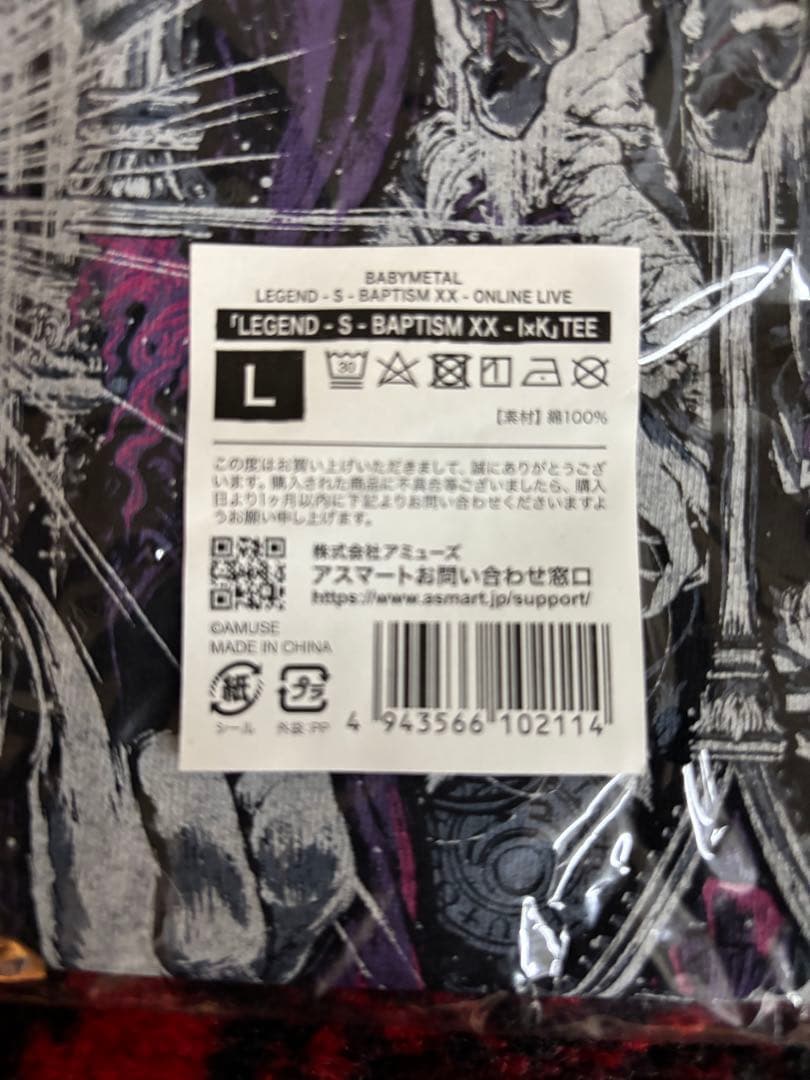 BABYMETAL
LEGEND - S - BAPTISM XX - ONLINE LIVE
「LEGEND - S - BAPTISM XX - I×K」TEE
L
30
【素材】綿100%
この度はお買い上げいただきまして、誠にありがとうござ
います。購入された商品に不具合等ございましたら、購入
日より1ヶ月以内に下記よりお問い合わせくださいますよ
うお願い申し上げます。
株式会社アミューズ
アスマートお問い合わせ窓口
https://www.asmart.jp/support/
©AMUSE
MADE IN CHINA
紙 プラ
シール 外袋:PP
4 943566 102114